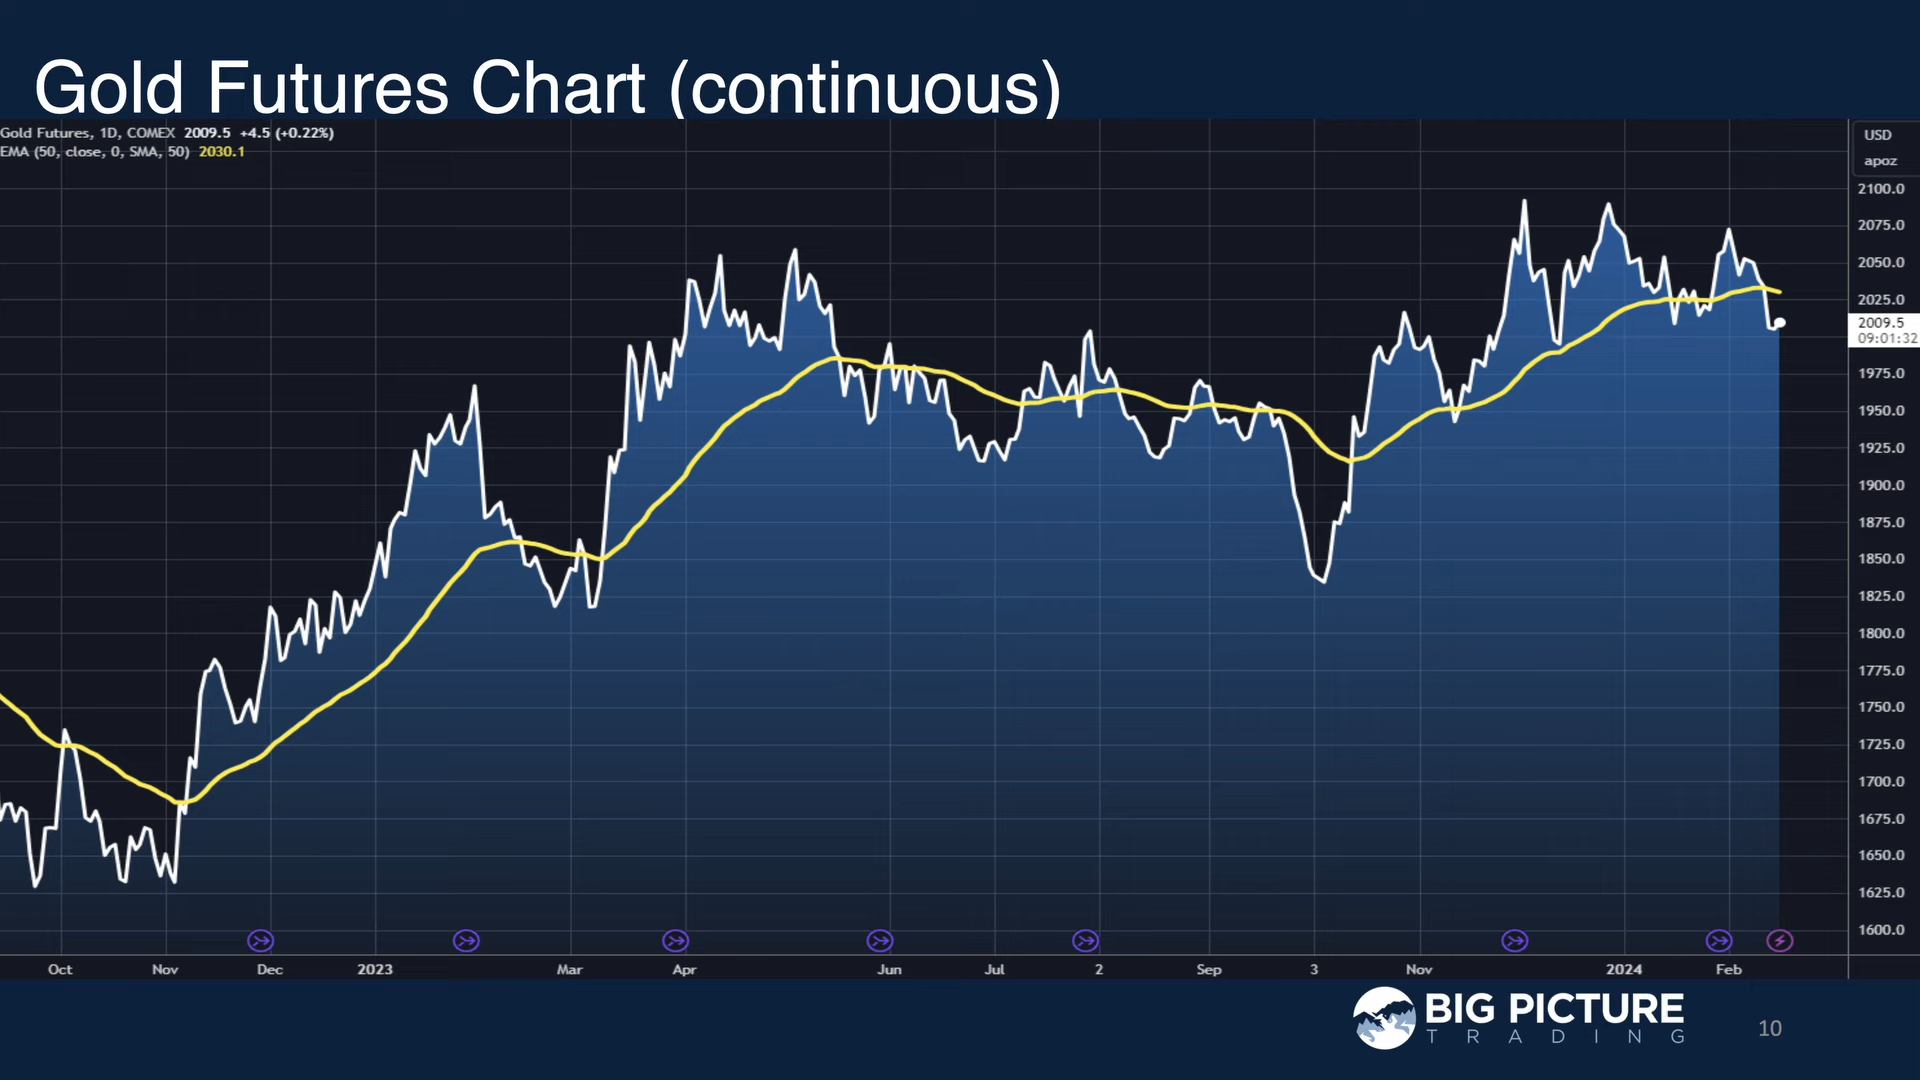 Gold Futures Chart (continuous)
Gold Futures, 1D, COMEX 2009.5 +4.5 (+0.22%)
EMA (50, close, 0, SMA, 50) 2030.1
USD
apoz
2100.0
2075.0
2050.0
2025.0
2009.5
09:01:32
1975.0
1950.0
1925.0
1900.0
1875.0
1850.0
1825.0
1800.0
1775.0
1750.0
1725.0
1700.0
1675.0
1650.0
1625.0
1600.0
Oct Nov Dec 2023 Mar Apr Jun Jul 2 Sep 3 Nov 2024 Feb
BIG PICTURE
TRADING
10